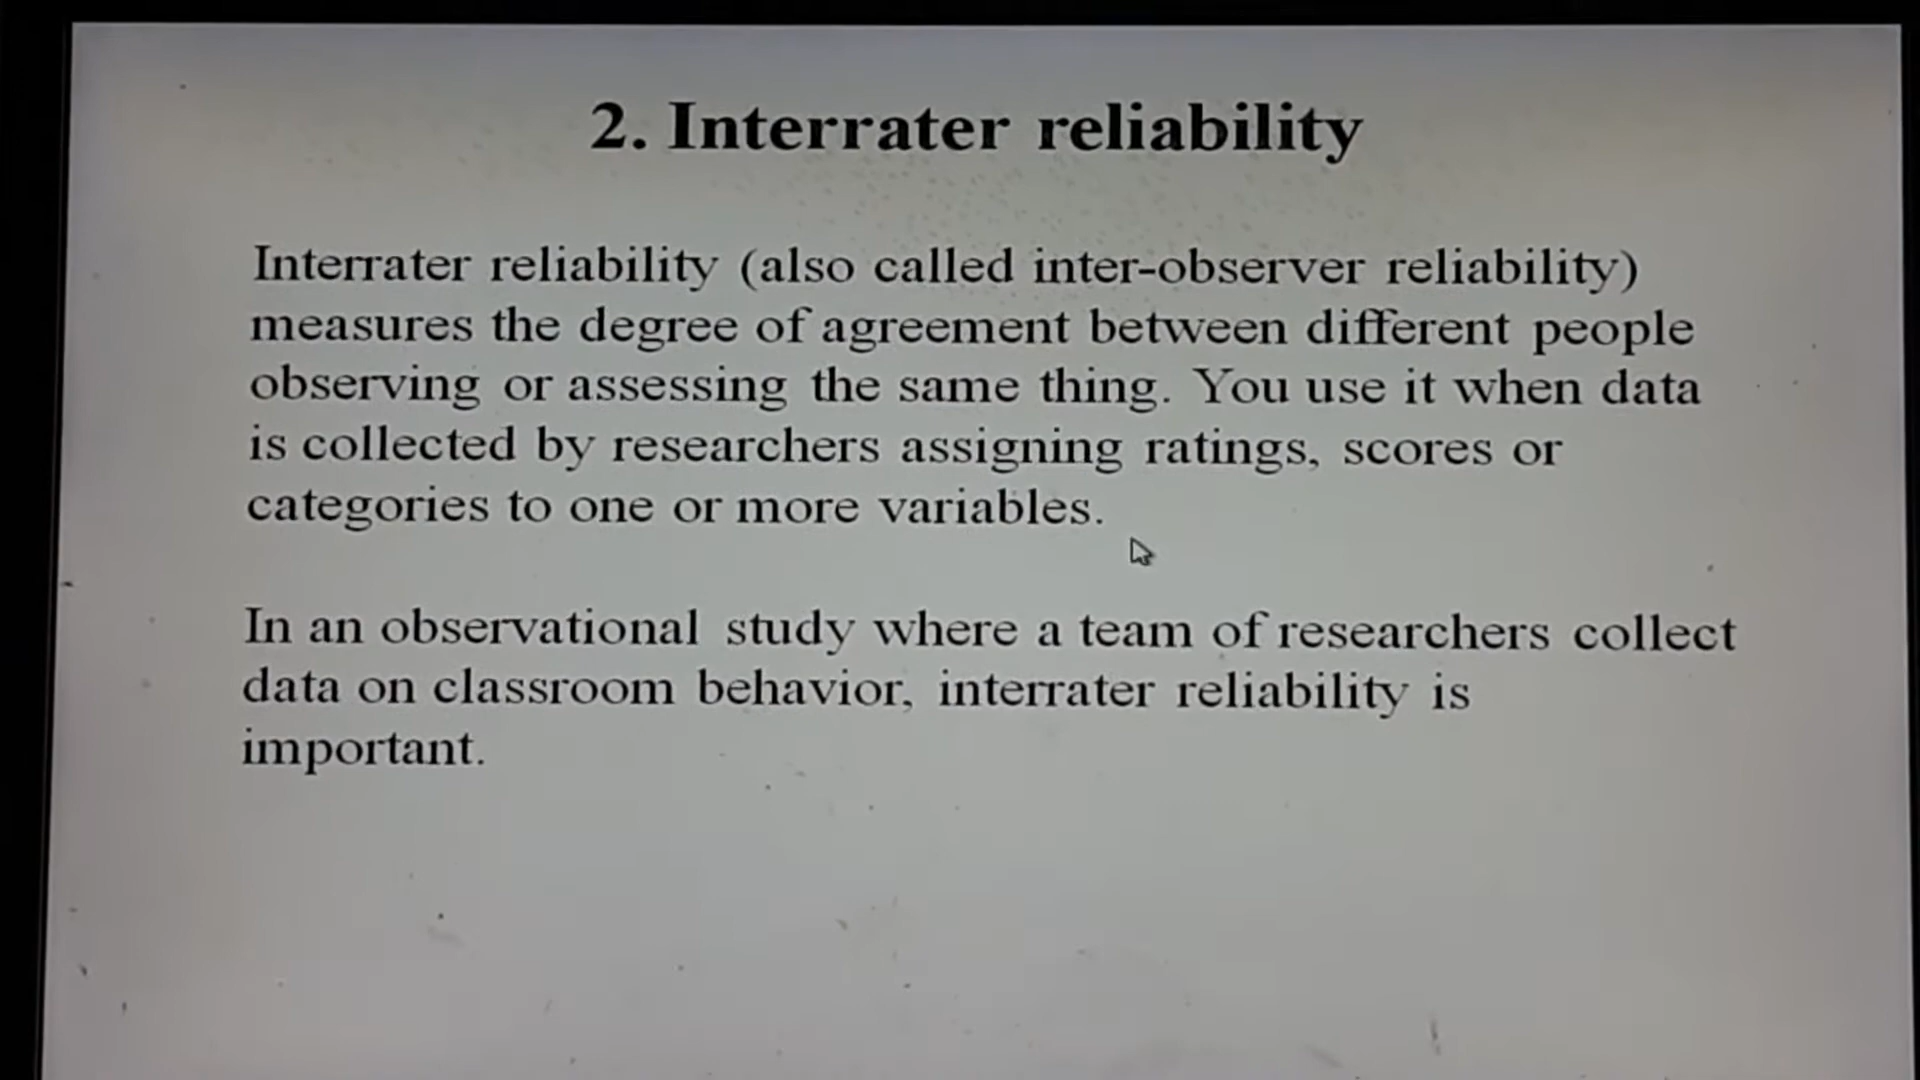 2. Interrater reliability
Interrater reliability (also called inter-observer reliability)
measures the degree of agreement between different people
observing or assessing the same thing. You use it when data
is collected by researchers assigning ratings, scores or
categories to one or more variables.
In an observational study where a team of researchers collect
data on classroom behavior, interrater reliability is
important.